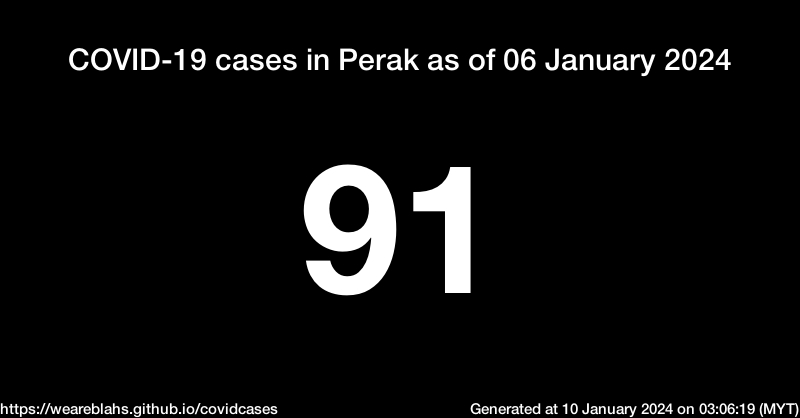 COVID-19 cases in Perak as of 06 January 2024
91
https://weareblahs.github.io/covidcases
Generated at 10 January 2024 on 03:06:19 (MYT)